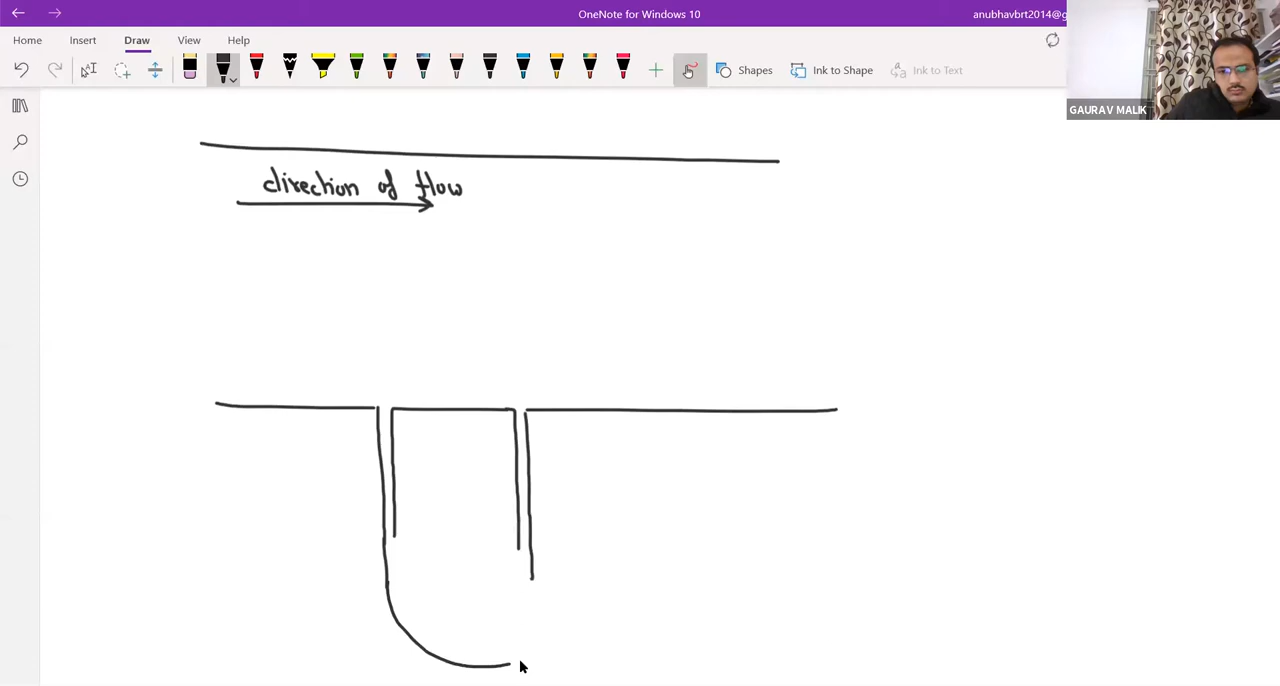 OneNote for Windows 10
anubhavbrt2014@g
Home Insert Draw View Help
Shapes Ink to Shape Ink to Text
GAURAV MALIK
direction of flow